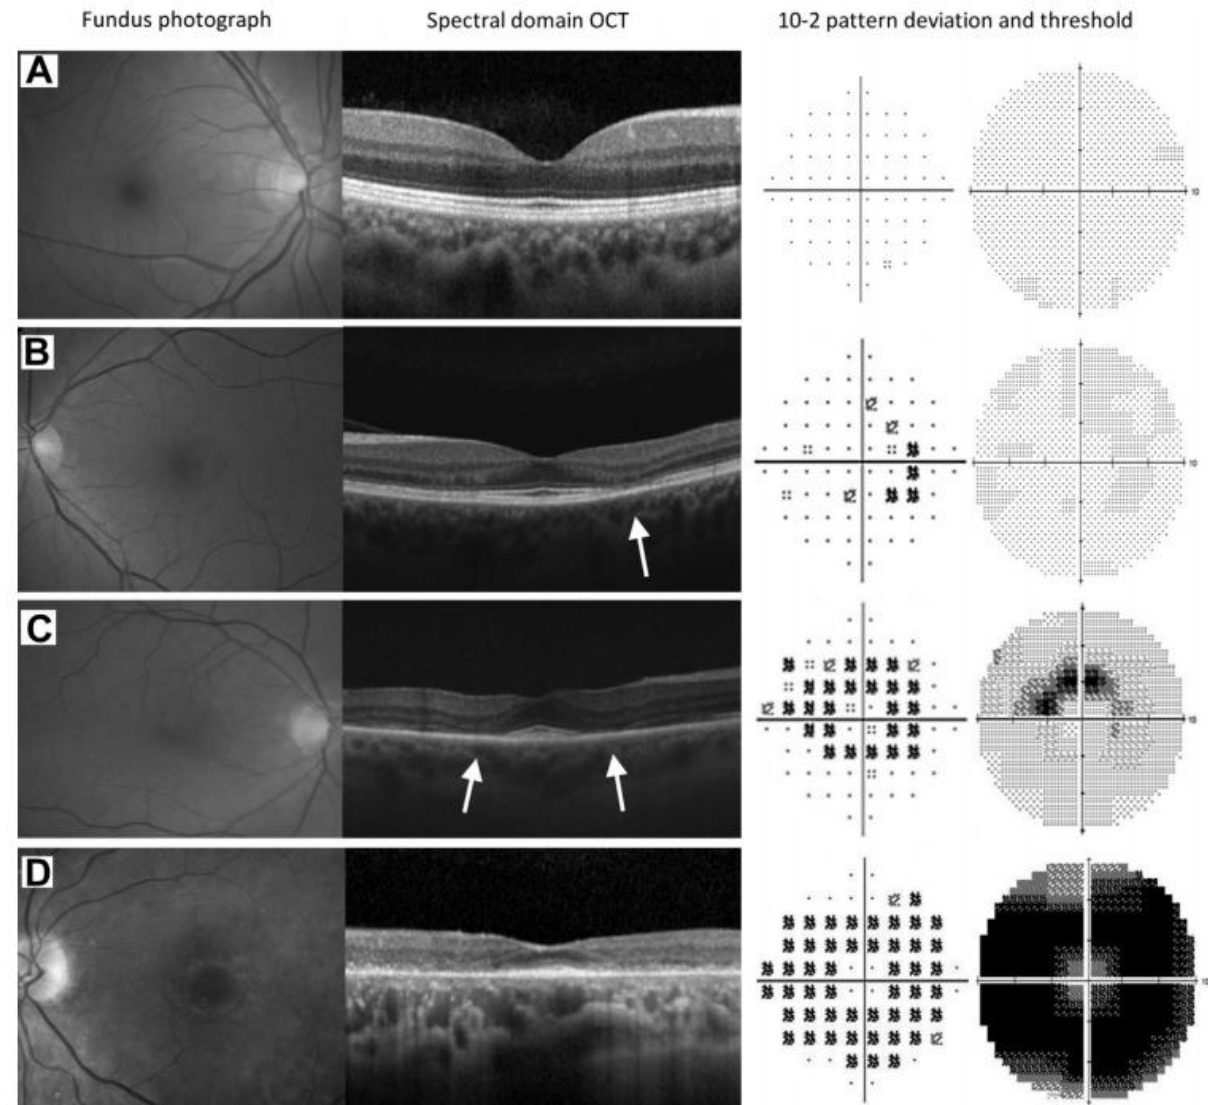 Fundus photograph Spectral domain OCT 10-2 pattern deviation and threshold
A
10
B
10
C
10
D
10